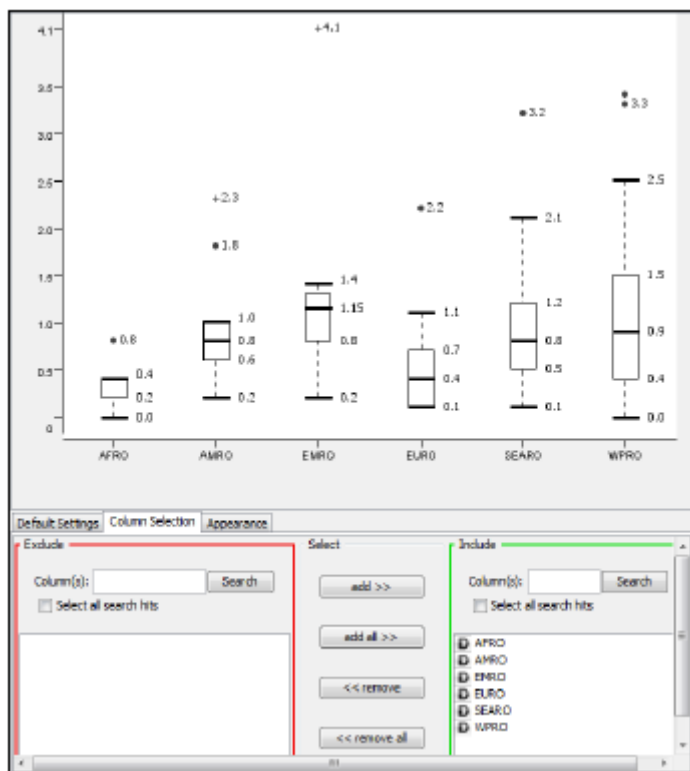 4.1
+4.1
3.5
3.2
3.3
3.0
2.5
2.5
+2.3
2.2
2.1
2.0
1.8
1.5
1.5
1.4
1.2
1.15
1.1
1.0
1.0
0.9
0.8
0.8
0.8
0.8
0.7
0.6
0.5
0.5
0.4
0.4
0.4
0.2
0.2
0.2
0.1
0.1
0.0
0.0
0
AFRO AMRO EMRO EURO SEARO WPRO
Default Settings Column Selection Appearance
Exclude Select Include
Column(s): Search add >> Column(s): Search
Select all search hits Select all search hits
add all >>
AFRO
AMRO
EMRO
<< remove
EURO
SEARO
WPRO
<< remove all